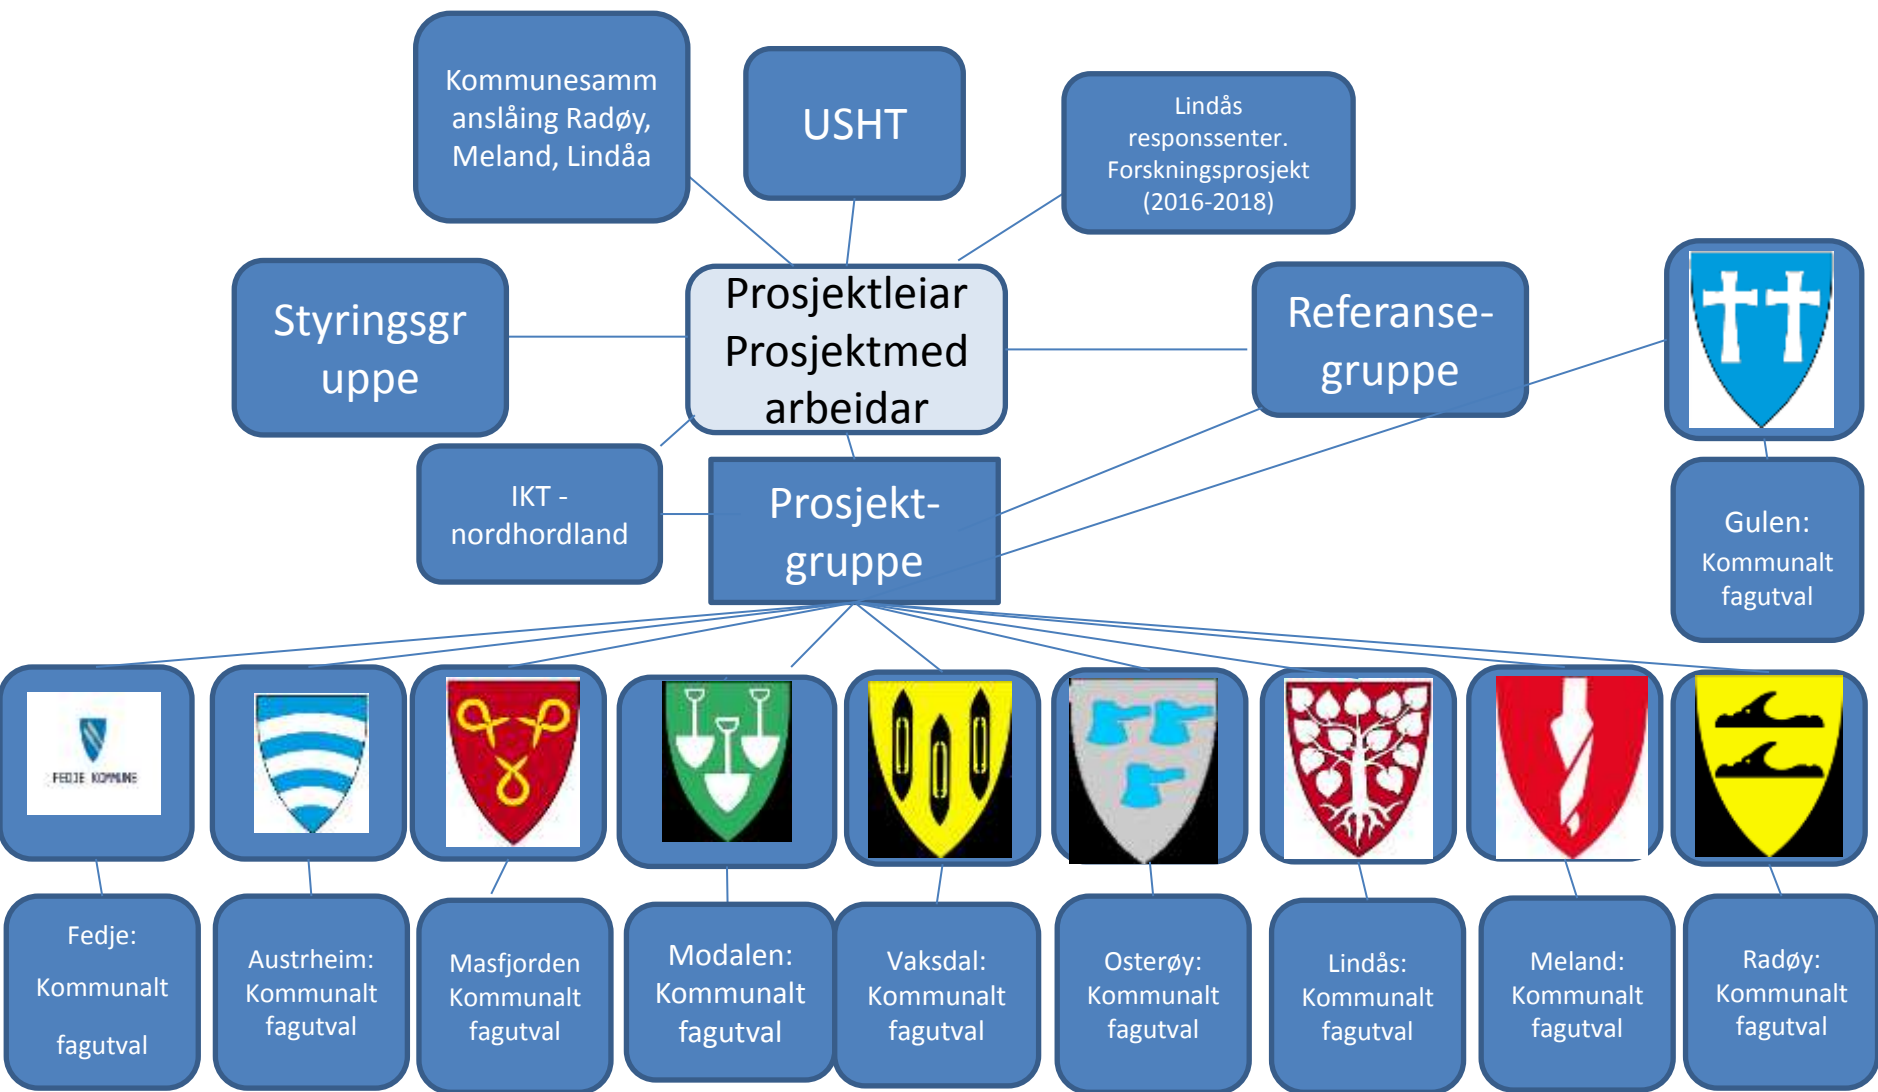 Kommunesamm
anslåing Radøy,
Meland, Lindåa
USHT
Lindås
responssenter.
Forskningsprosjekt
(2016-2018)
Styringsgr
uppe
Prosjektleiar
Prosjektmed
arbeidar
Referanse-
gruppe
IKT -
nordhordland
Prosjekt-
gruppe
Gulen:
Kommunalt
fagutval
FEDJE KOMMUNE
Fedje:
Kommunalt
fagutval
Austrheim:
Kommunalt
fagutval
Masfjorden
Kommunalt
fagutval
Modalen:
Kommunalt
fagutval
Vaksdal:
Kommunalt
fagutval
Osterøy:
Kommunalt
fagutval
Lindås:
Kommunalt
fagutval
Meland:
Kommunalt
fagutval
Radøy:
Kommunalt
fagutval